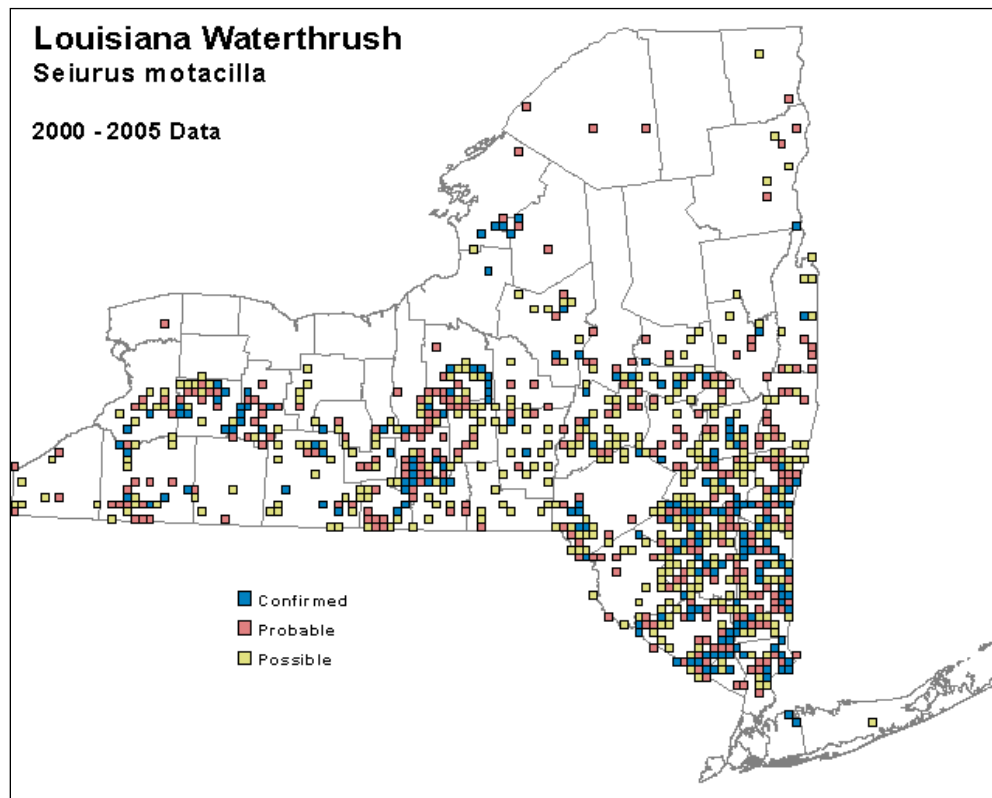 Louisiana Waterthrush
Seiurus motacilla
2000 - 2005 Data
Confirmed
Probable
Possible